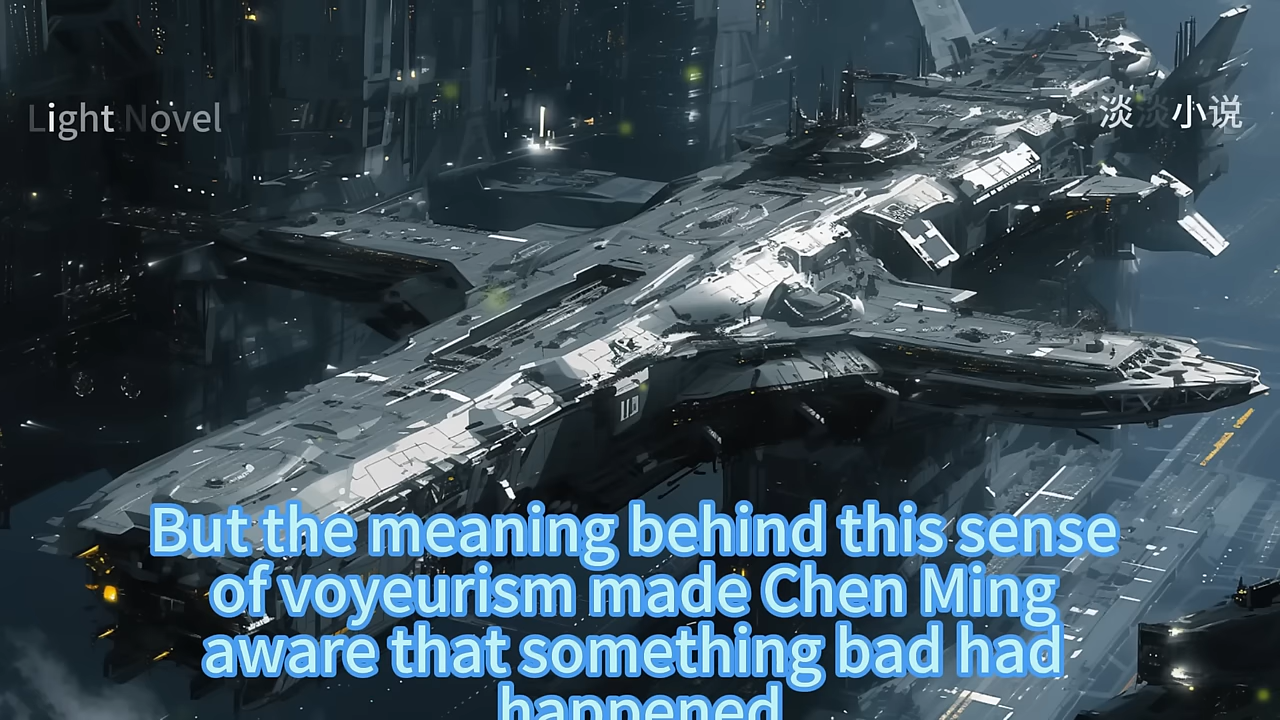 Light Novel
淡淡小说
But the meaning behind this sense
of voyeurism made Chen Ming
aware that something bad had
happened